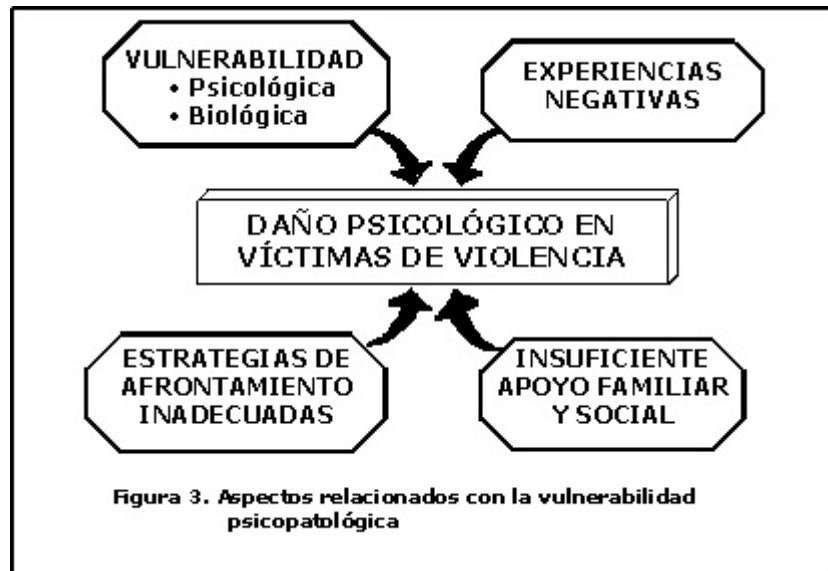 VULNERABILIDAD
• Psicológica
• Biológica
EXPERIENCIAS
NEGATIVAS
DAÑO PSICOLÓGICO EN
VÍCTIMAS DE VIOLENCIA
ESTRATEGIAS DE
AFRONTAMIENTO
INADECUADAS
INSUFICIENTE
APOYO FAMILIAR
Y SOCIAL
Figura 3. Aspectos relacionados con la vulnerabilidad
psicopatológica